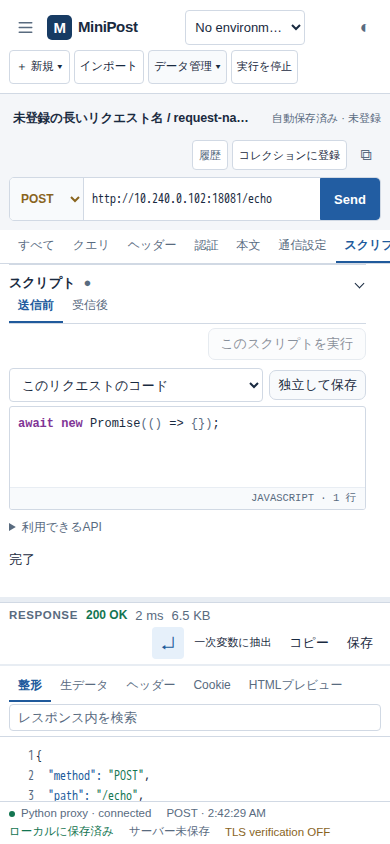 M MiniPost No environm…
+ 新規 ▾ インポート データ管理 ▾ 実行を停止
未登録の長いリクエスト名 / request-na… 自動保存済み · 未登録
履歴 コレクションに登録
POST http://10.240.0.102:18081/echo Send
すべて クエリ ヘッダー 認証 本文 通信設定 スクリプ
スクリプト
送信前 受信後
このスクリプトを実行
このリクエストのコード 独立して保存
await new Promise(() => {});
JAVASCRIPT · 1 行
利用できるAPI
完了
RESPONSE 200 OK 2 ms 6.5 KB
一次変数に抽出 コピー 保存
整形 生データ ヘッダー Cookie HTMLプレビュー
レスポンス内を検索
1 {
2 "method": "POST",
3 "path": "/echo",
Python proxy · connected POST · 2:42:29 AM
ローカルに保存済み サーバー未保存 TLS verification OFF